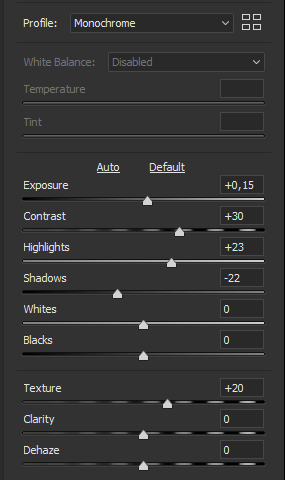 Profile: Monochrome
White Balance: Disabled
Temperature
Tint
Auto Default
Exposure +0,15
Contrast +30
Highlights +23
Shadows -22
Whites 0
Blacks 0
Texture +20
Clarity 0
Dehaze 0